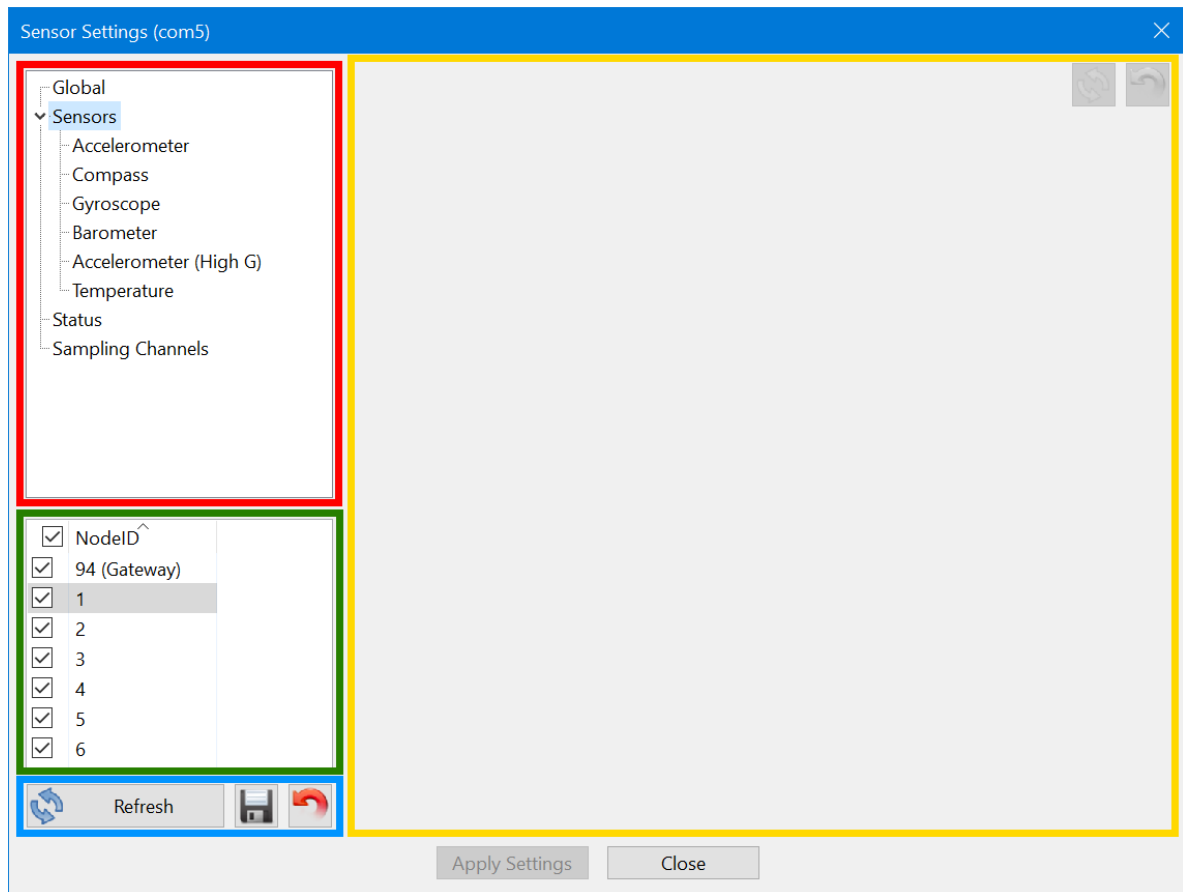 Sensor Settings (com5)
Global
Sensors
Accelerometer
Compass
Gyroscope
Barometer
Accelerometer (High G)
Temperature
Status
Sampling Channels
NodeID
94 (Gateway)
1
2
3
4
5
6
Refresh
Apply Settings
Close